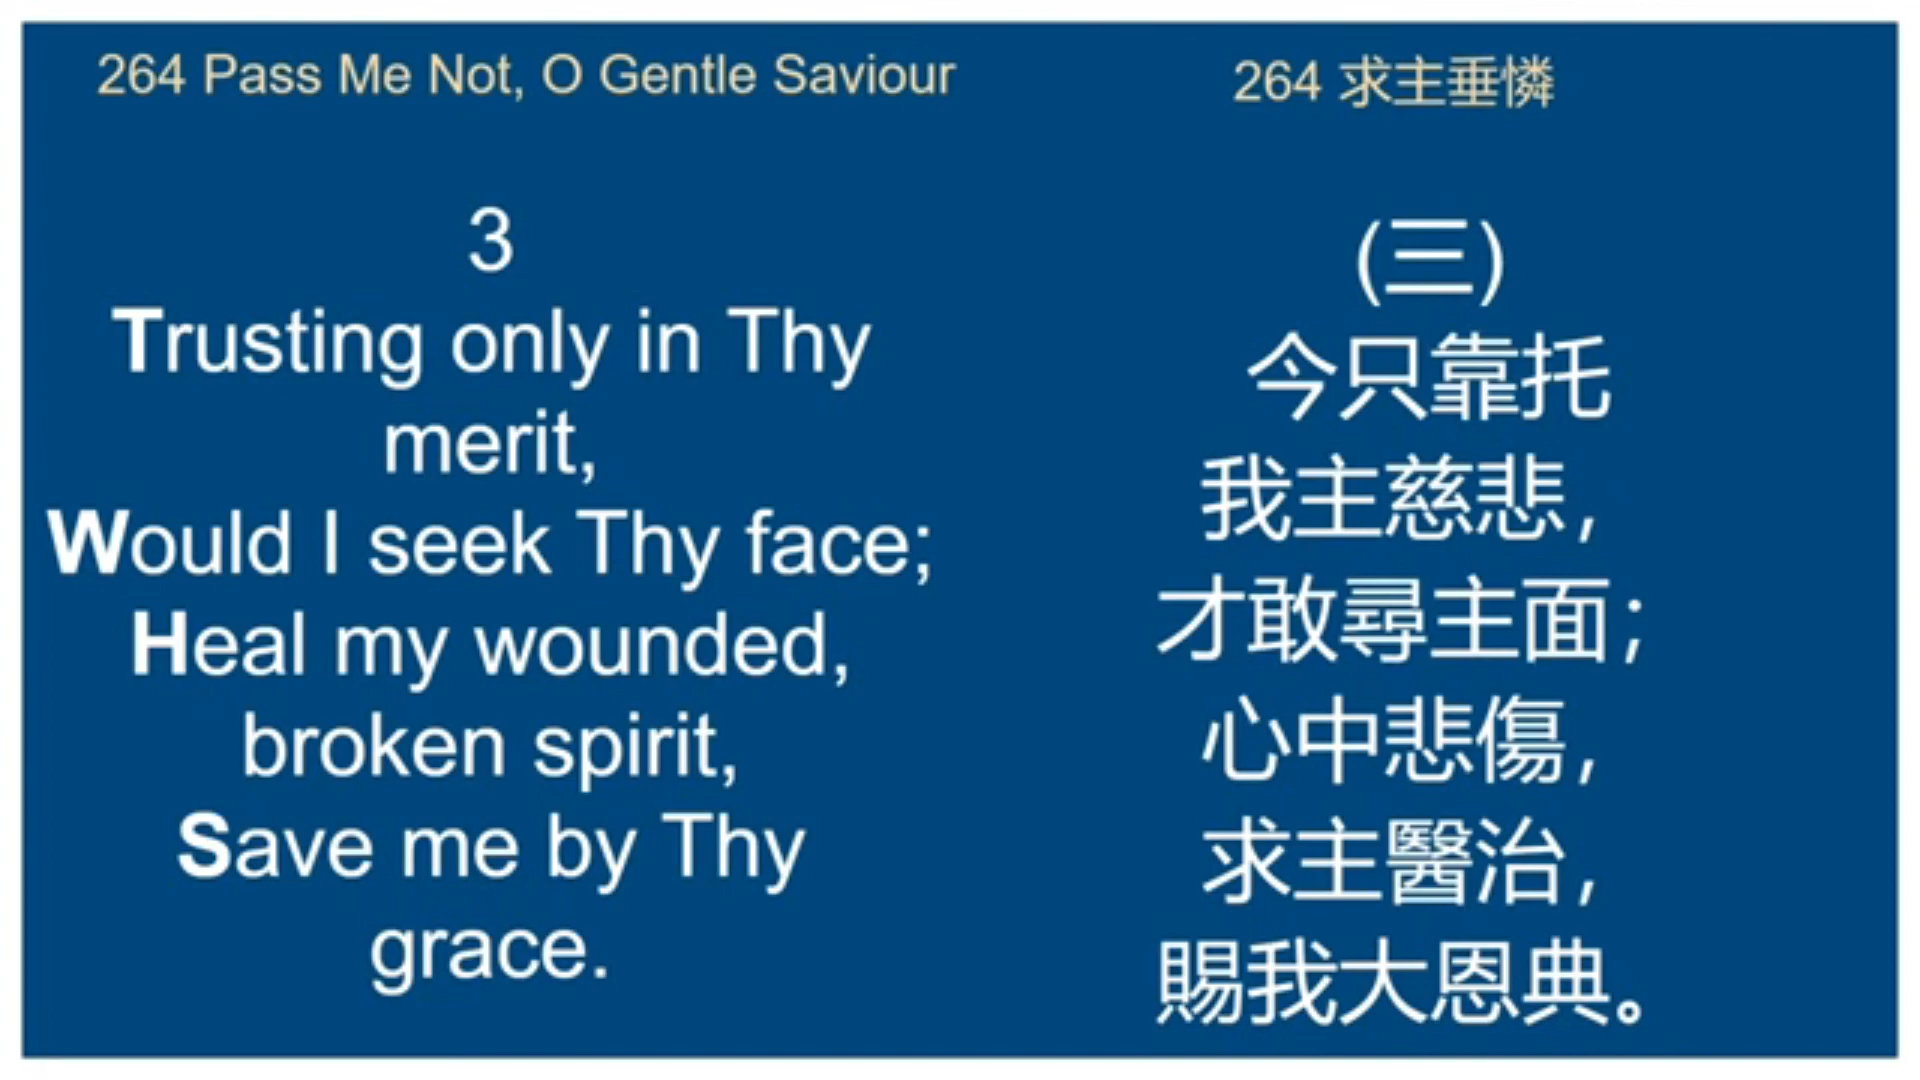 264 Pass Me Not, O Gentle Saviour
3
Trusting only in Thy
merit,
Would I seek Thy face;
Heal my wounded,
broken spirit,
Save me by Thy
grace.
264 求主垂憐
(三)
今只靠托
我主慈悲,
才敢尋主面;
心中悲傷,
求主醫治,
賜我大恩典。